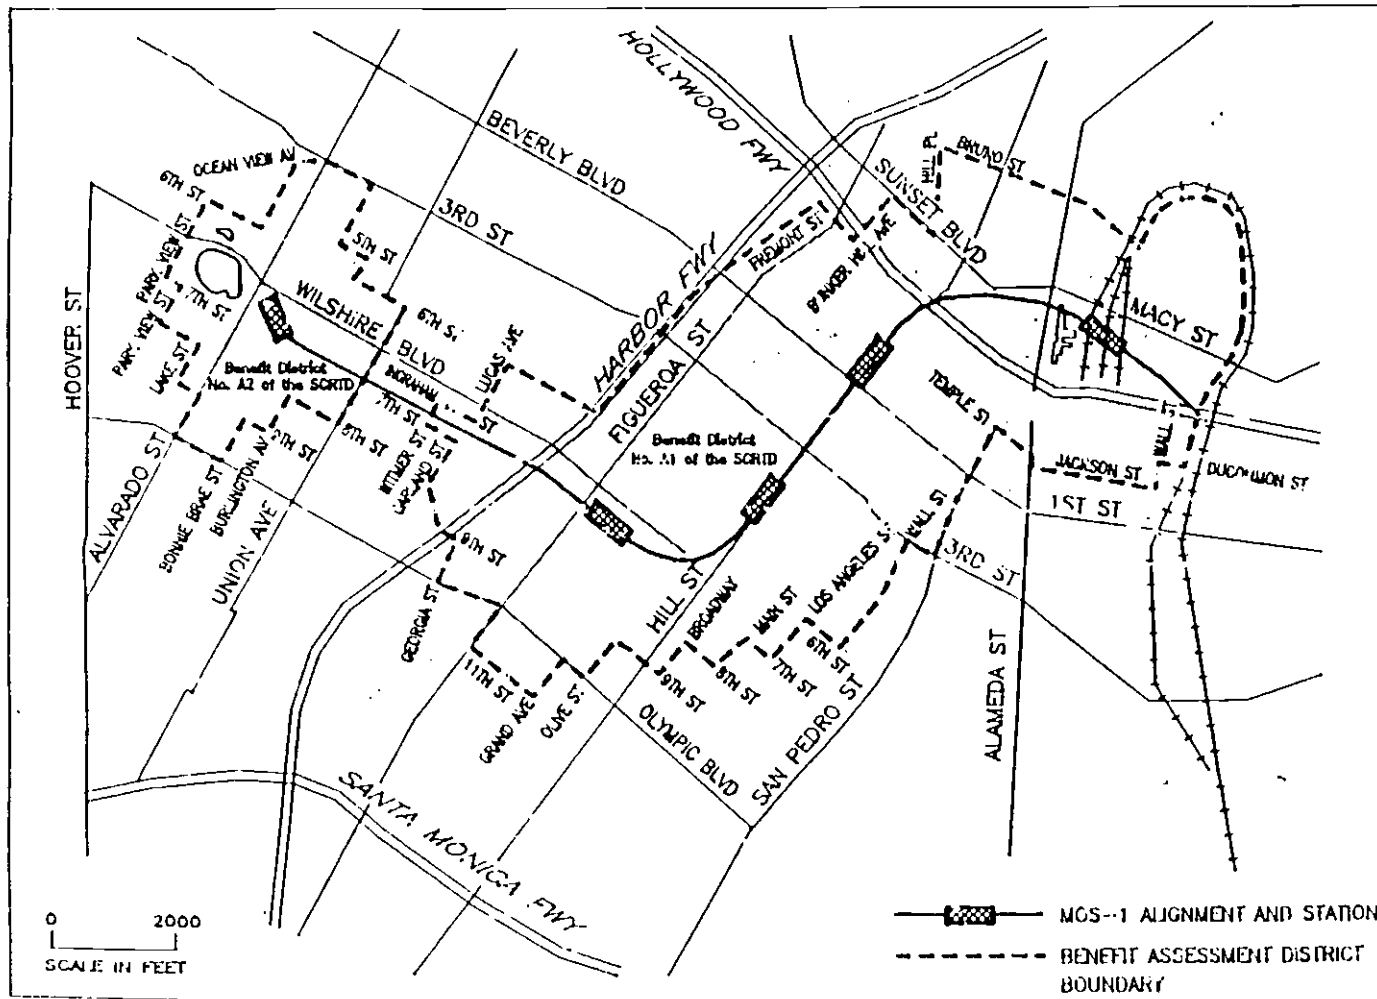 HOLLYWOOD FWY
BEVERLY BLVD
3RD ST
OCEAN VIEW AV
6TH ST
5TH ST
PARK VIEW ST
7TH ST
PARK VIEW ST
LAKE ST
HOOVER ST
WILSHIRE BLVD
6TH St
LUCAS AVE
INGRAHAM ST
7TH ST
Benefit District
No. A2 of the SCRTD
HARBOR FWY
FIGUEROA ST
FREMONT St
BUNKER HILL AVE
HILL PL
BRUNO ST
SUNSET BLVD
MACY ST
TEMPLE ST
JACKSON ST
DUCOMMUN ST
1ST ST
3RD ST
WALL ST
LOS ANGELES ST
Benefit District
No. A1 of the SCRTD
ALVARADO ST
BONNIE BRAE ST
BURLINGTON AV
9TH ST
8TH ST
UNION AVE
WITMER ST
GARLAND
9TH ST
GEORGIA ST
11TH ST
GRAND AVE
OLIVE St
HILL ST
BROADWAY
9TH ST
8TH ST
MAIN ST
7TH ST
6TH ST
OLYMPIC BLVD
SAN PEDRO ST
ALAMEDA ST
SANTA MONICA FWY
0 2000
SCALE IN FEET
MOS-1 ALIGNMENT AND STATION
BENEFIT ASSESSMENT DISTRICT
BOUNDARY